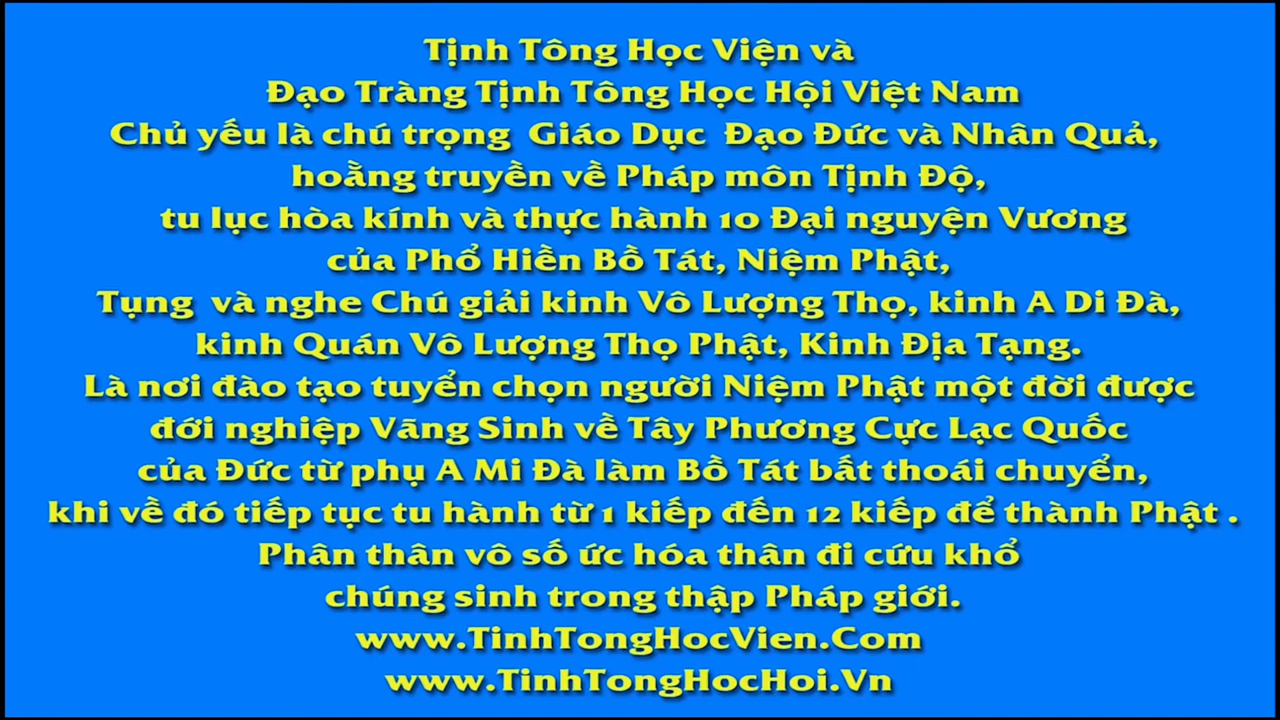 Tịnh Tông Học Viện và
Đạo Tràng Tịnh Tông Học Hội Việt Nam
Chủ yếu là chú trọng  Giáo Dục  Đạo Đức và Nhân Quả,
hoằng truyền về Pháp môn Tịnh Độ,
tu lục hòa kính và thực hành 10 Đại nguyện Vương
của Phổ Hiền Bồ Tát, Niệm Phật,
Tụng  và nghe Chú giải kinh Vô Lượng Thọ, kinh A Di Đà,
kinh Quán Vô Lượng Thọ Phật, Kinh Địa Tạng.
Là nơi đào tạo tuyển chọn người Niệm Phật một đời được
đới nghiệp Vãng Sinh về Tây Phương Cực Lạc Quốc
của Đức từ phụ A Mi Đà làm Bồ Tát bất thoái chuyển,
khi về đó tiếp tục tu hành từ 1 kiếp đến 12 kiếp để thành Phật .
Phân thân vô số ức hóa thân đi cứu khổ
chúng sinh trong thập Pháp giới.
www.TinhTongHocVien.Com
www.TinhTongHocHoi.Vn